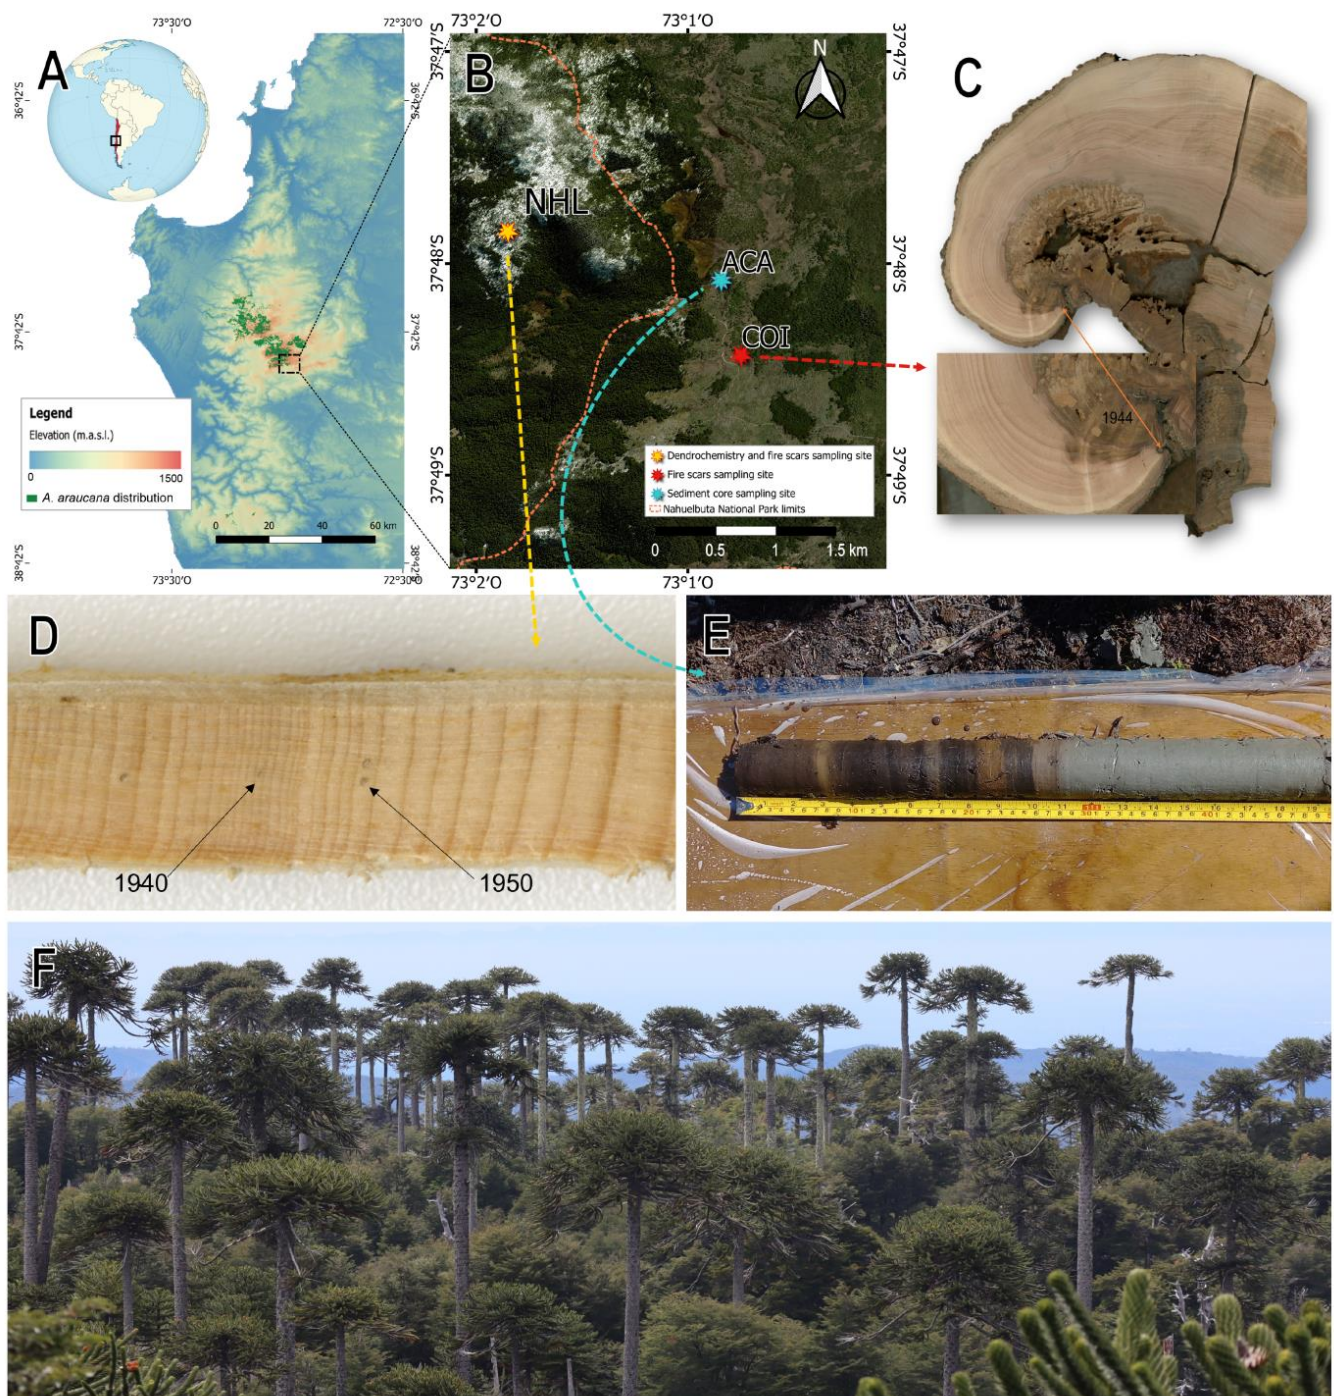 A
73°30'O
72°30'O
36°42'S
36°42'S
37°42'S
37°42'S
38°42'S
38°42'S
Legend
Elevation (m.a.s.l.)
0
1500
A. araucana distribution
0
20
40
60 km
73°30'O
72°30'O
B
73°2'O
73°1'O
37°47'S
37°47'S
N
NHL
37°48'S
37°48'S
ACA
COI
37°49'S
37°49'S
Dendrochemistry and fire scars sampling site
Fire scars sampling site
Sediment core sampling site
Nahuelbuta National Park limits
0
0.5
1
1.5 km
73°2'O
73°1'O
C
1944
D
1940
1950
E
F